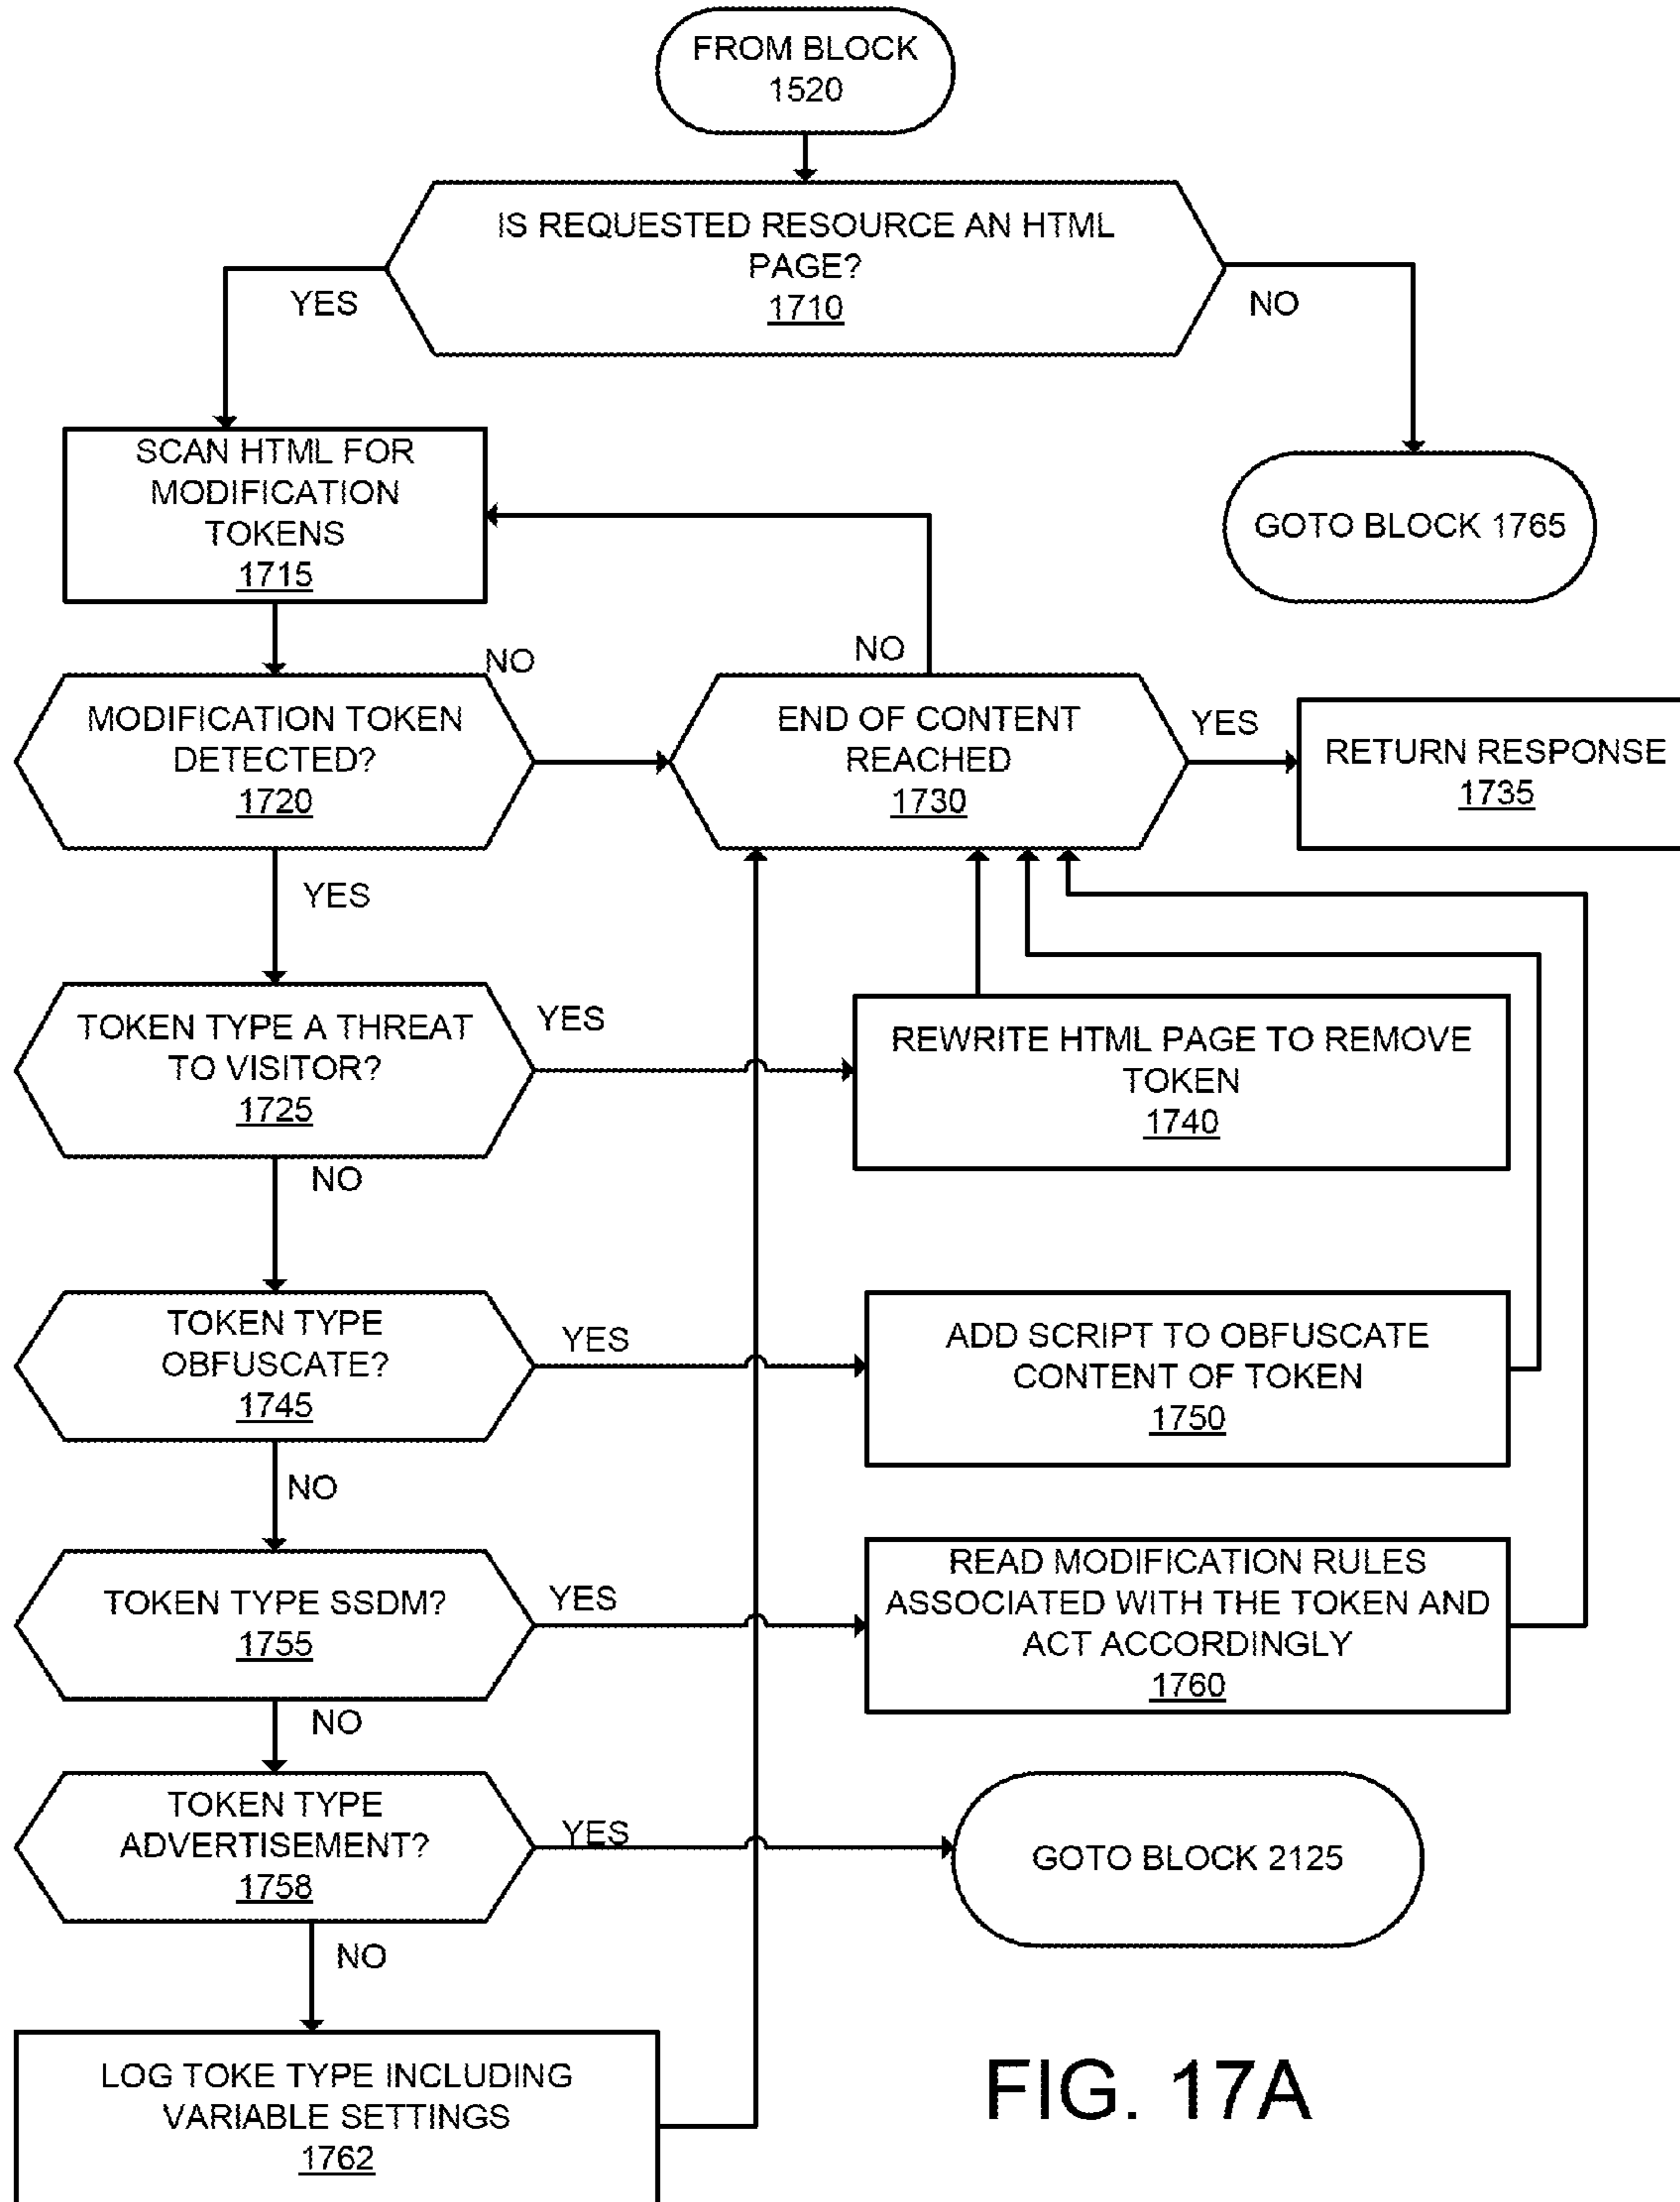 FROM BLOCK
1520
IS REQUESTED RESOURCE AN HTML
PAGE?
1710
YES
NO
SCAN HTML FOR
MODIFICATION
TOKENS
1715
GOTO BLOCK 1765
NO
NO
MODIFICATION TOKEN
DETECTED?
1720
END OF CONTENT
REACHED
1730
YES
RETURN RESPONSE
1735
YES
TOKEN TYPE A THREAT
TO VISITOR?
1725
YES
REWRITE HTML PAGE TO REMOVE
TOKEN
1740
NO
TOKEN TYPE
OBFUSCATE?
1745
YES
ADD SCRIPT TO OBFUSCATE
CONTENT OF TOKEN
1750
NO
TOKEN TYPE SSDM?
1755
YES
READ MODIFICATION RULES
ASSOCIATED WITH THE TOKEN AND
ACT ACCORDINGLY
1760
NO
TOKEN TYPE
ADVERTISEMENT?
1758
YES
GOTO BLOCK 2125
NO
LOG TOKE TYPE INCLUDING
VARIABLE SETTINGS
1762
FIG. 17A